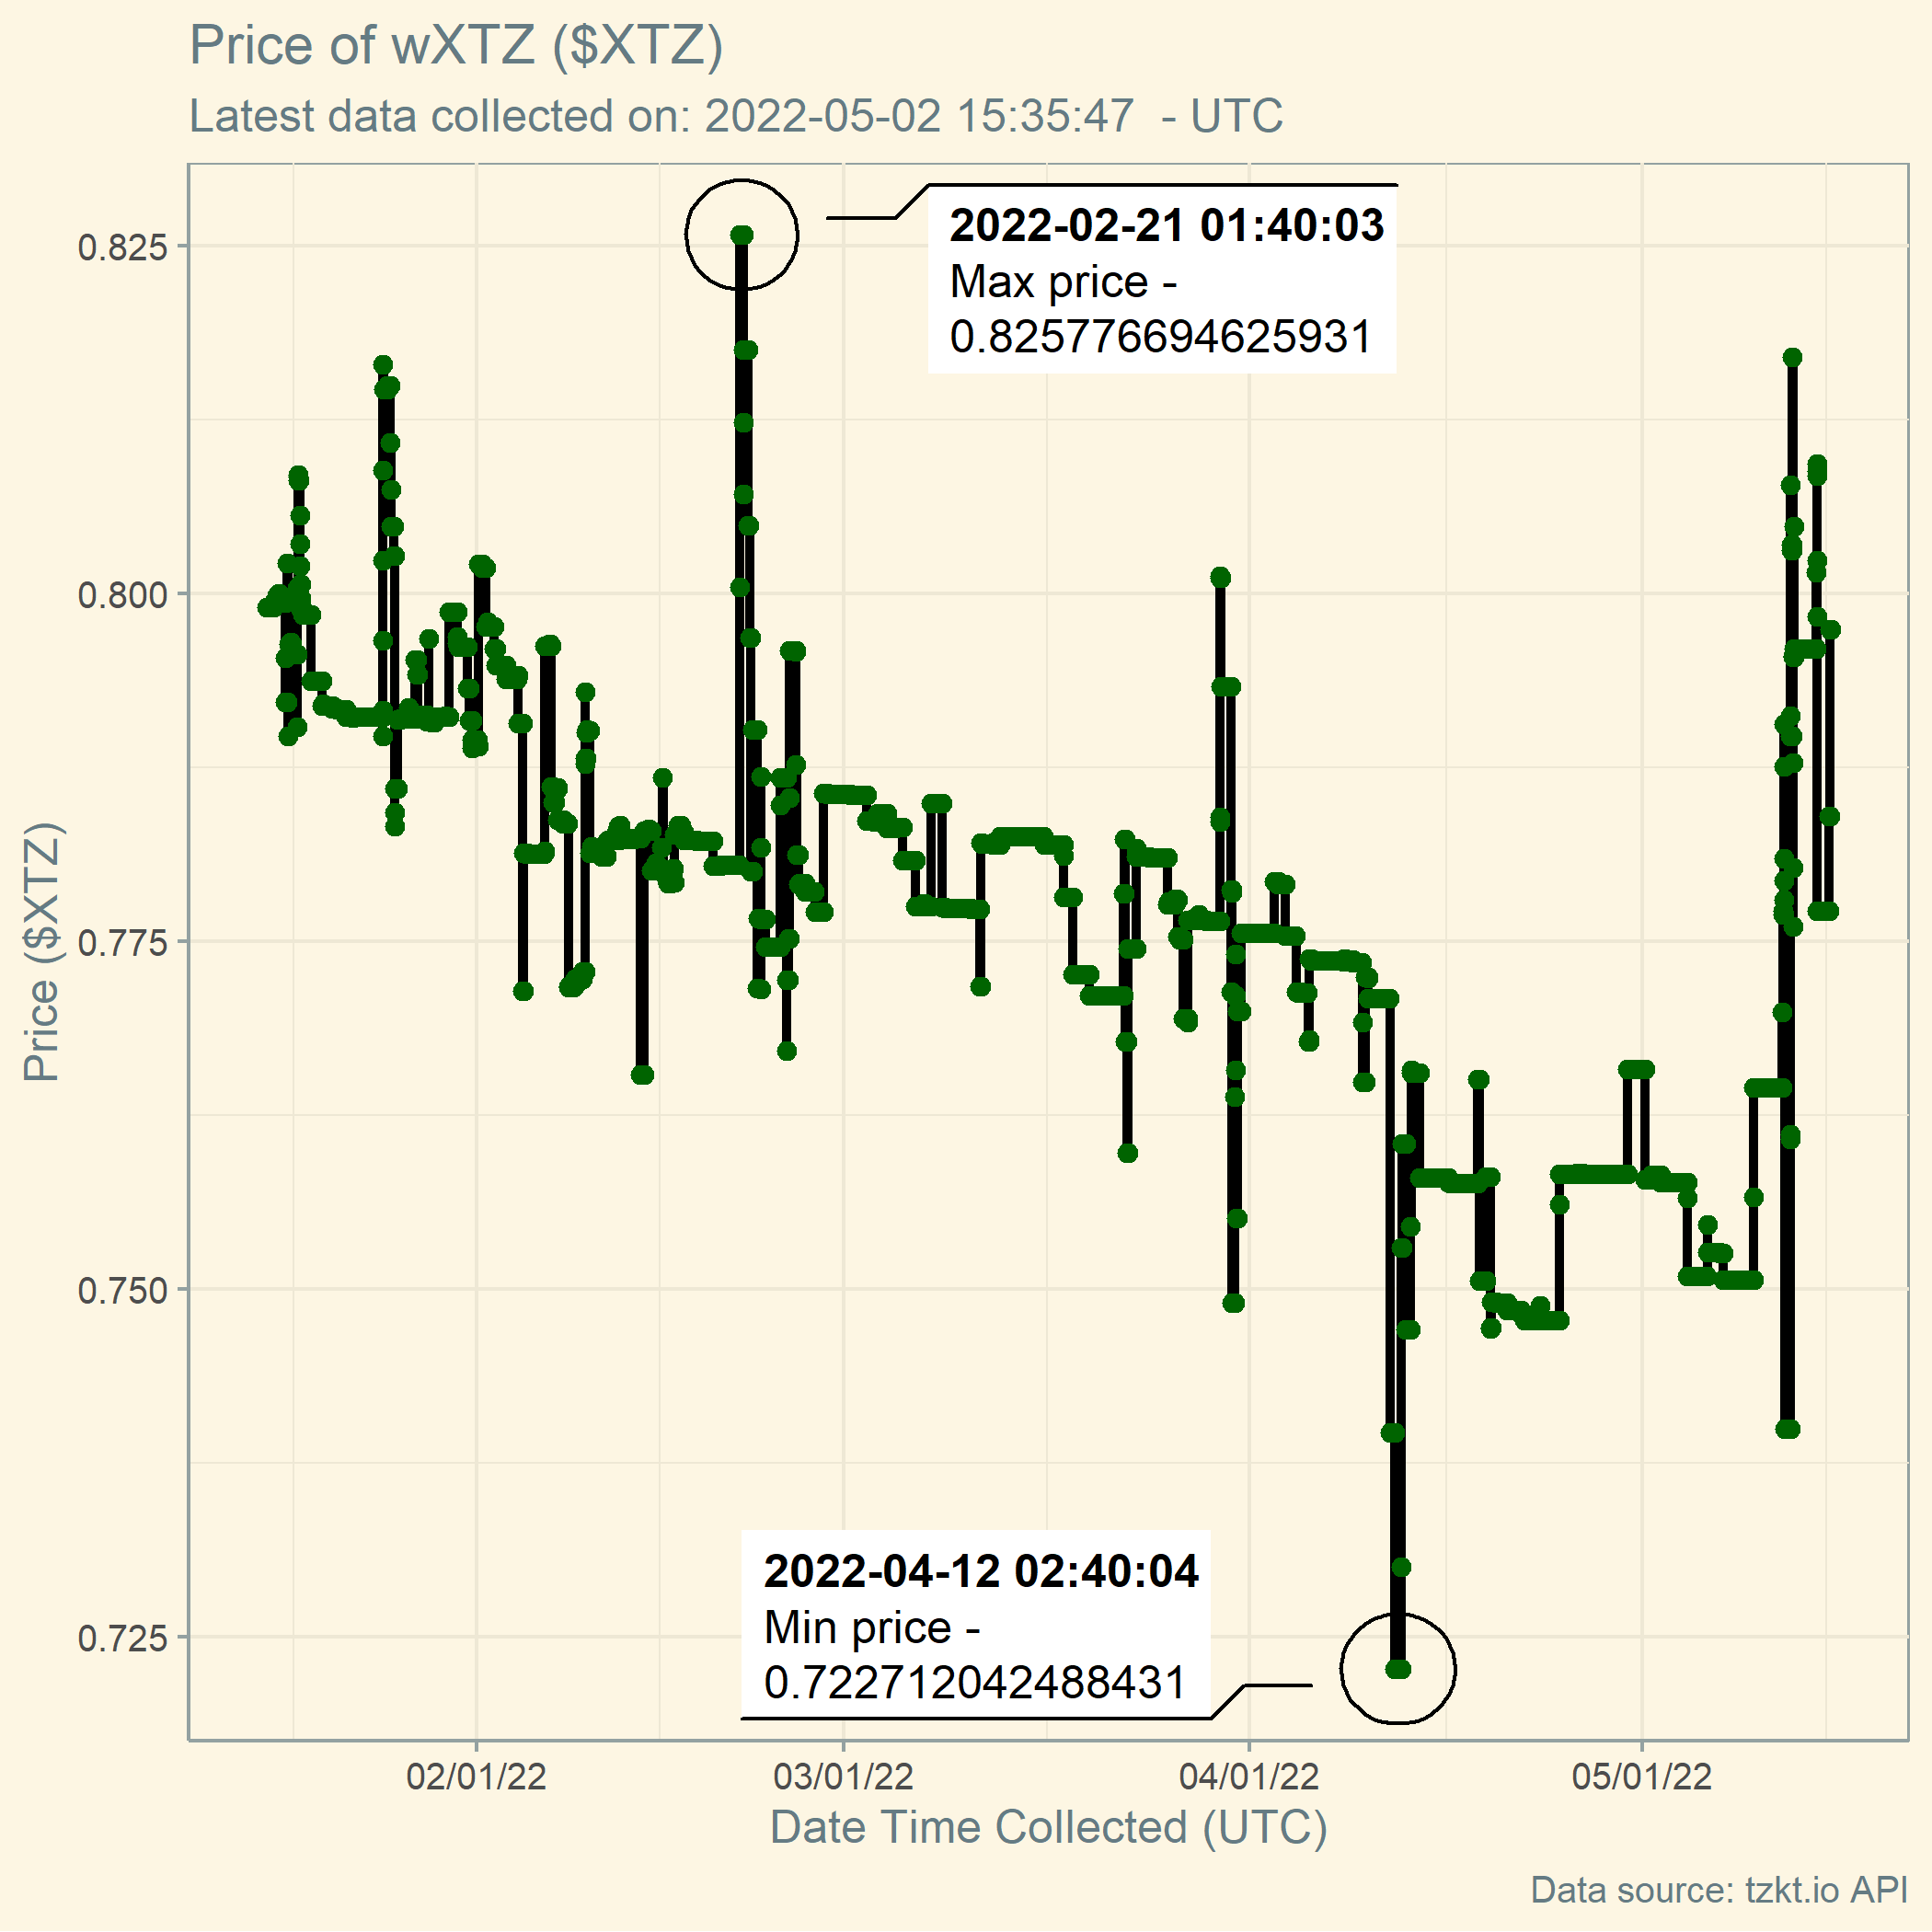 Price of wXTZ ($XTZ)
Latest data collected on: 2022-05-02 15:35:47  - UTC
2022-02-21 01:40:03
Max price -
0.825776694625931
0.825
0.800
0.775
0.750
0.725
Price ($XTZ)
2022-04-12 02:40:04
Min price -
0.722712042488431
02/01/22
03/01/22
04/01/22
05/01/22
Date Time Collected (UTC)
Data source: tzkt.io API